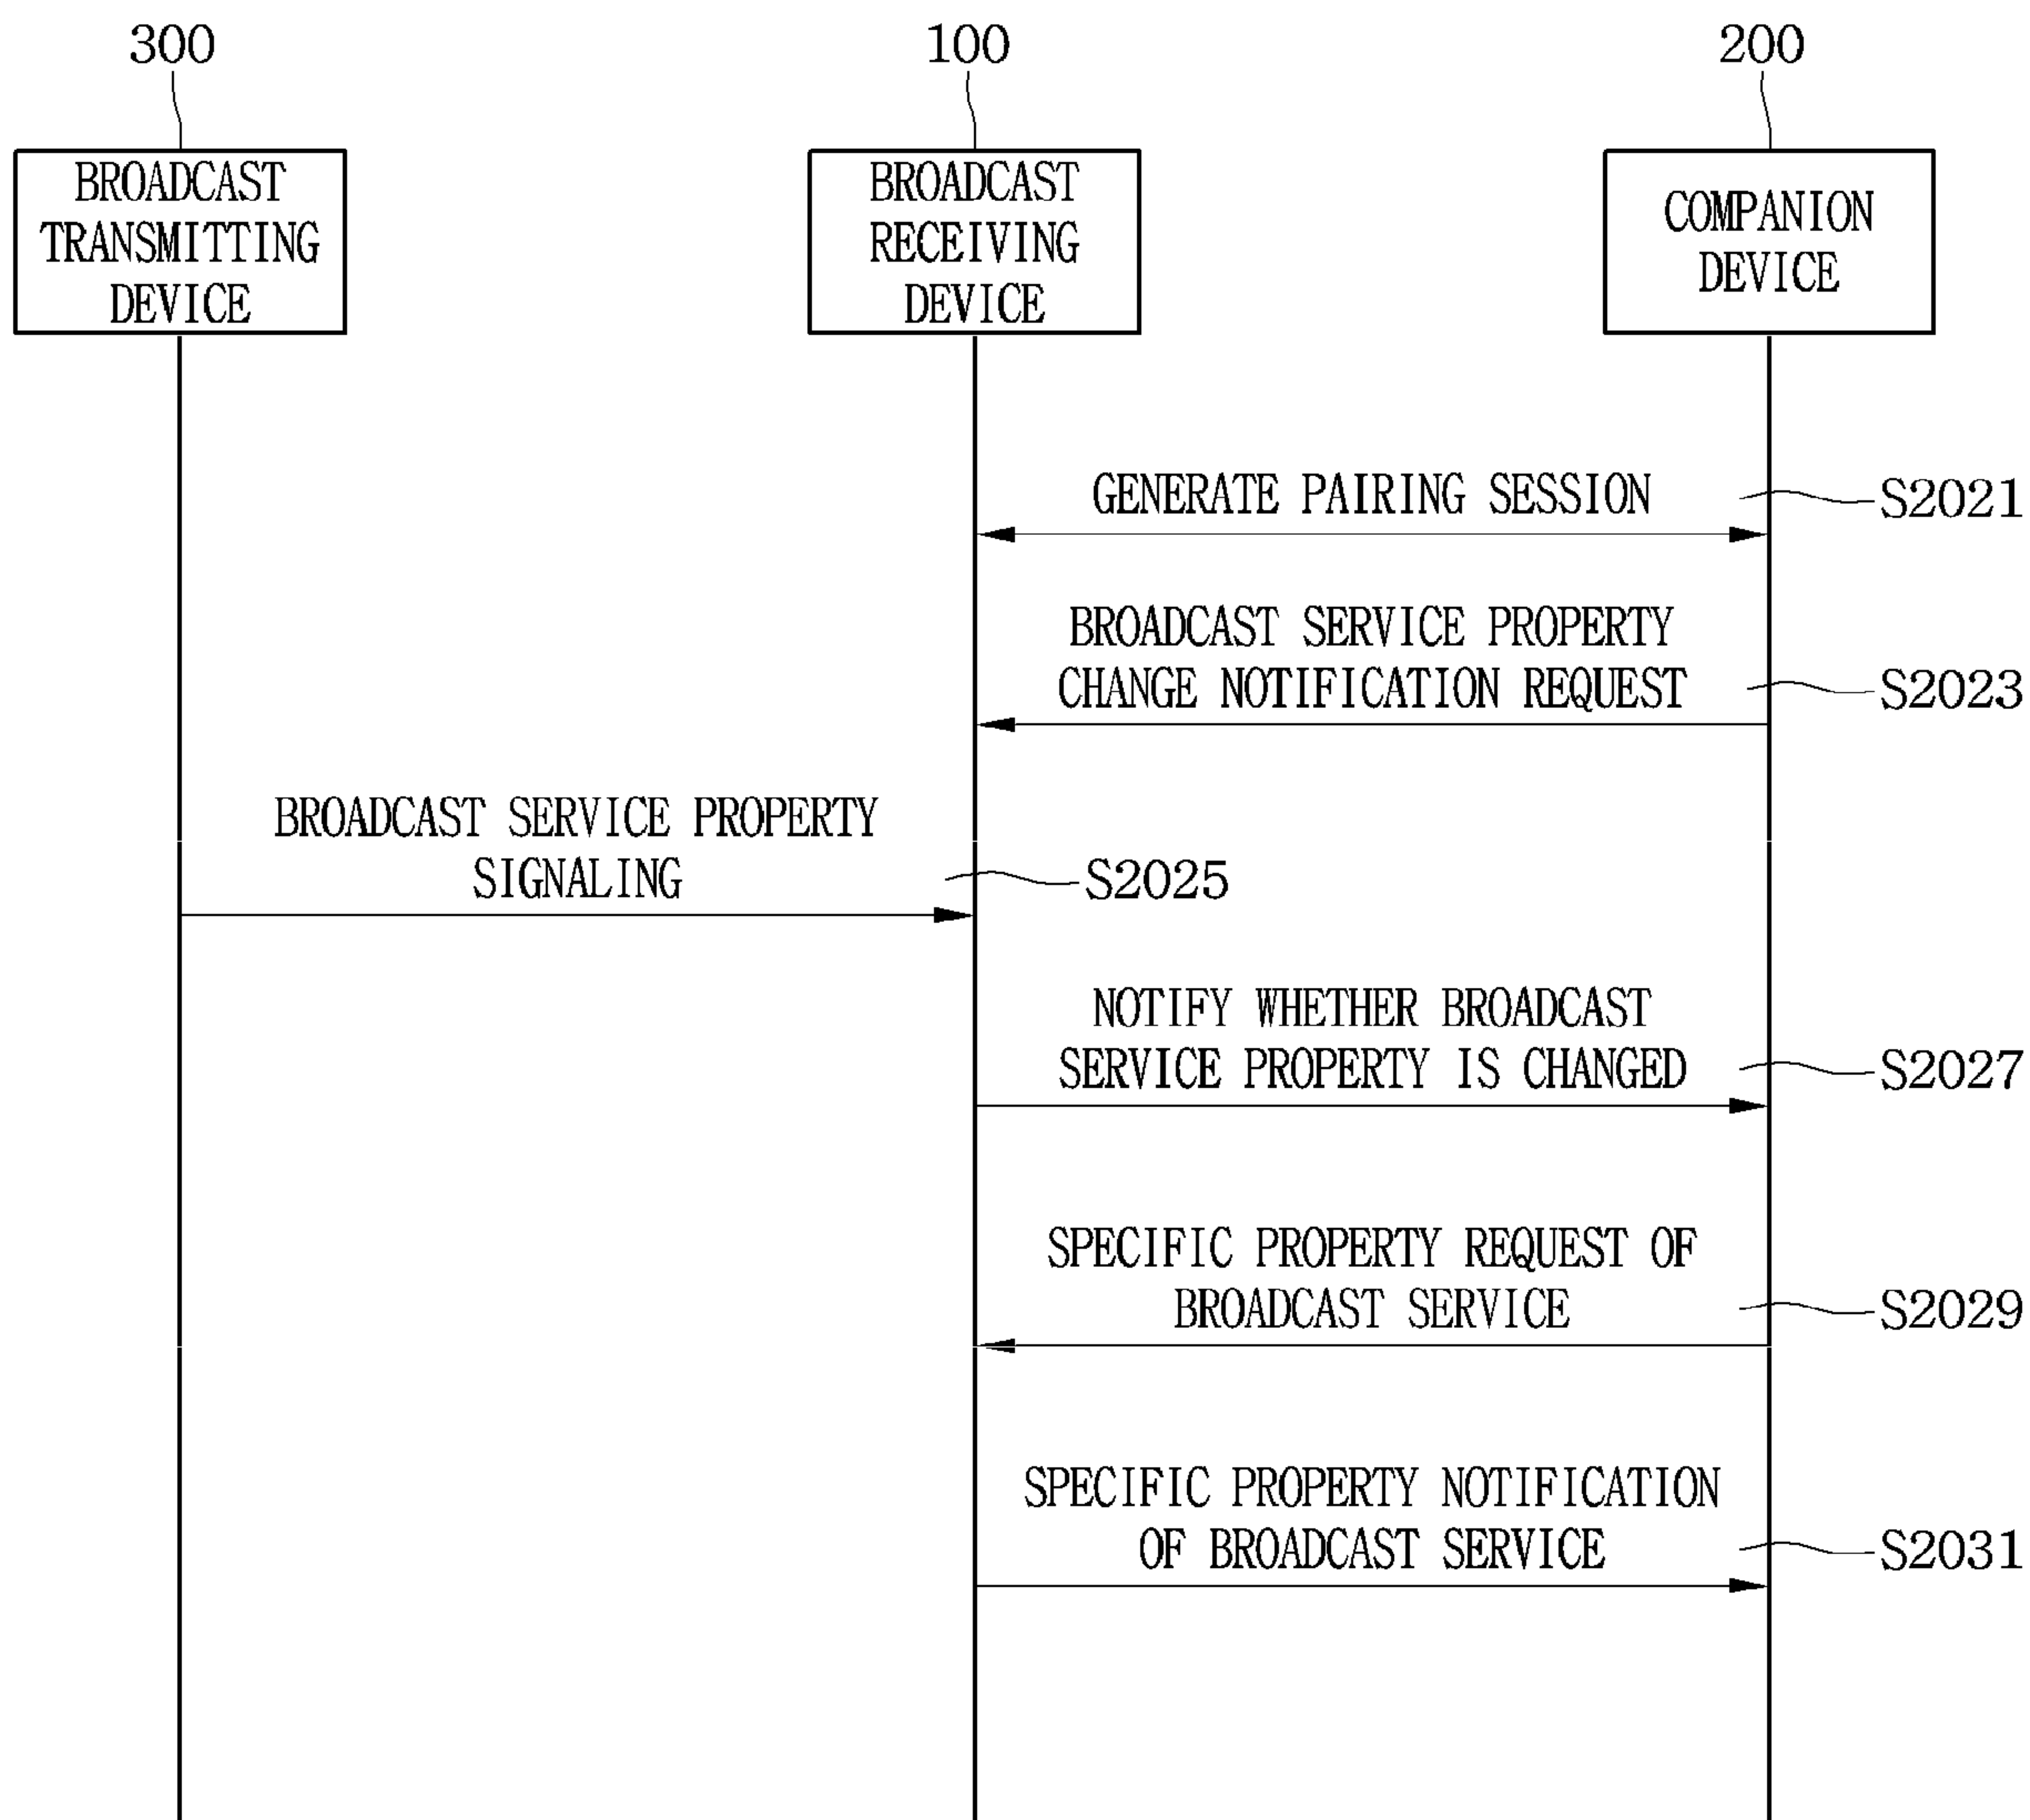 300
100
200
BROADCAST
TRANSMITTING
DEVICE
BROADCAST
RECEIVING
DEVICE
COMPANION
DEVICE
GENERATE PAIRING SESSION
S2021
BROADCAST SERVICE PROPERTY
CHANGE NOTIFICATION REQUEST
S2023
BROADCAST SERVICE PROPERTY
SIGNALING
S2025
NOTIFY WHETHER BROADCAST
SERVICE PROPERTY IS CHANGED
S2027
SPECIFIC PROPERTY REQUEST OF
BROADCAST SERVICE
S2029
SPECIFIC PROPERTY NOTIFICATION
OF BROADCAST SERVICE
S2031